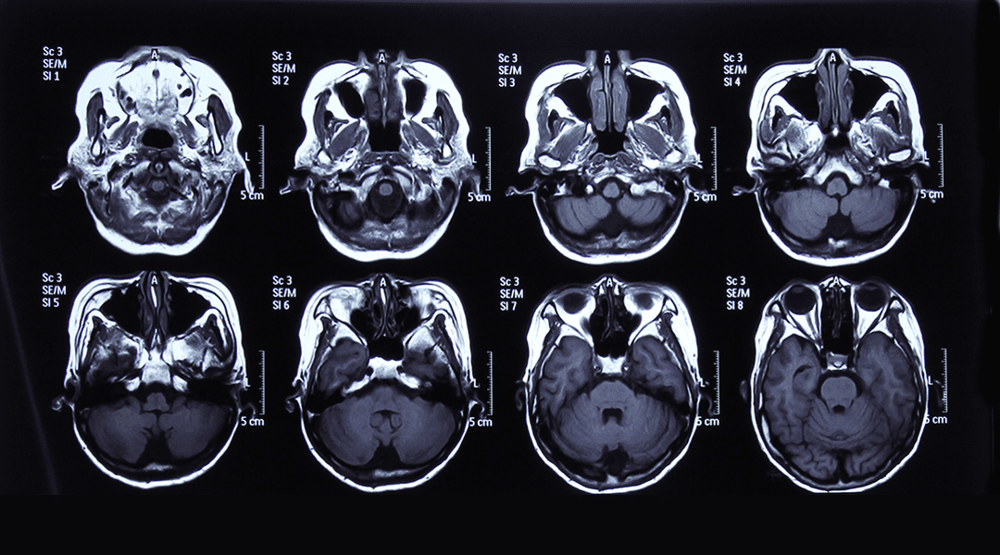 Sc 3
SE/M
Sl 1
A
L
5 cm
Sc 3
SE/M
Sl 2
A
L
5 cm
Sc 3
SE/M
Sl 3
A
L
5 cm
Sc 3
SE/M
Sl 4
A
L
5 cm
Sc 3
SE/M
Sl 5
A
L
5 cm
Sc 3
SE/M
Sl 6
A
L
5 cm
Sc 3
SE/M
Sl 7
A
L
5 cm
Sc 3
SE/M
Sl 8
A
L
5 cm